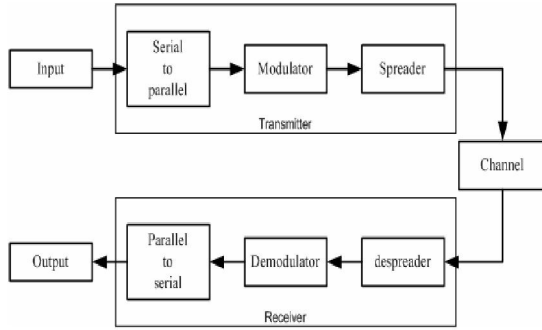 Input
Serial
to
parallel
Modulator
Spreader
Transmitter
Channel
Output
Parallel
to
serial
Demodulator
despreader
Receiver